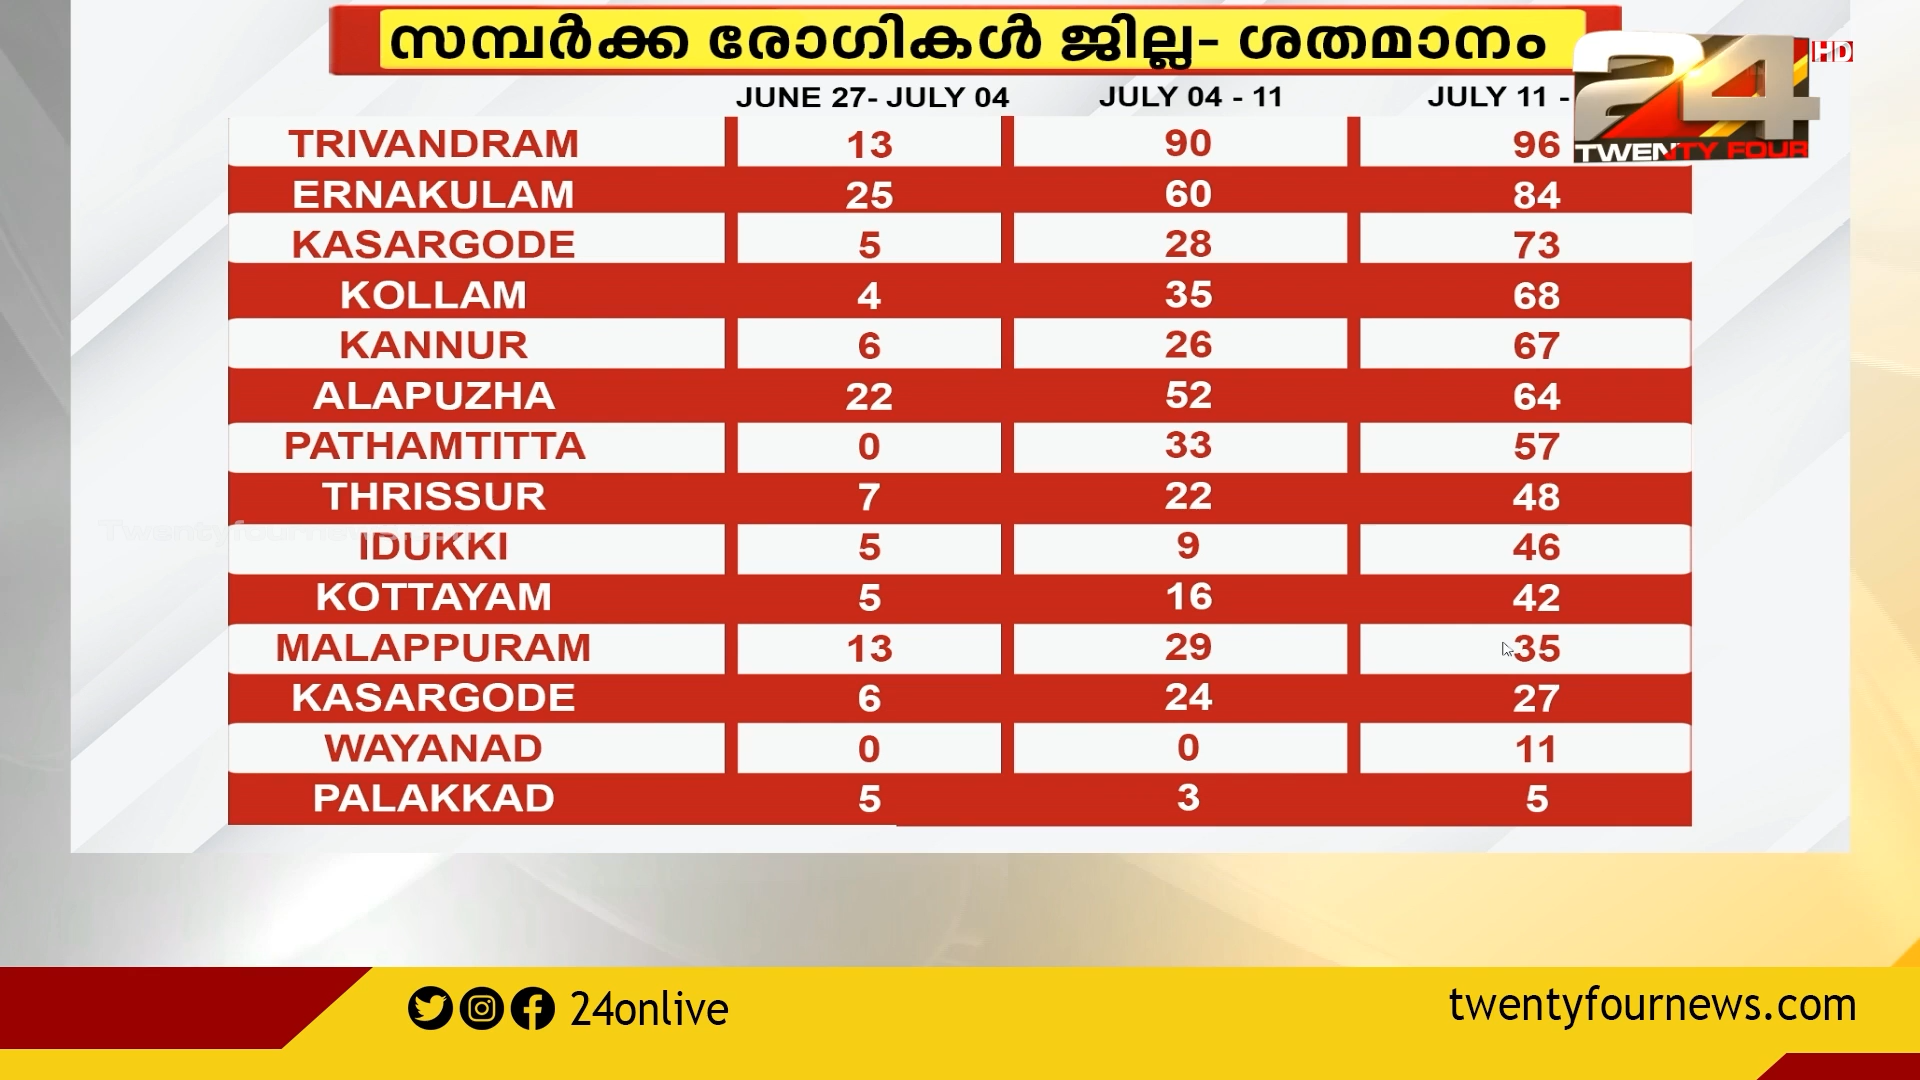 സമ്പർക്ക രോഗികൾ ജില്ല- ശതമാനം
24 HD
TWENTY FOUR
JUNE 27- JULY 04 JULY 04 - 11 JULY 11 -
TRIVANDRAM 13 90 96
ERNAKULAM 25 60 84
KASARGODE 5 28 73
KOLLAM 4 35 68
KANNUR 6 26 67
ALAPUZHA 22 52 64
PATHAMTITTA 0 33 57
THRISSUR 7 22 48
Twentyfournews.com
IDUKKI 5 9 46
KOTTAYAM 5 16 42
MALAPPURAM 13 29 35
KASARGODE 6 24 27
WAYANAD 0 0 11
PALAKKAD 5 3 5
24onlive
twentyfournews.com